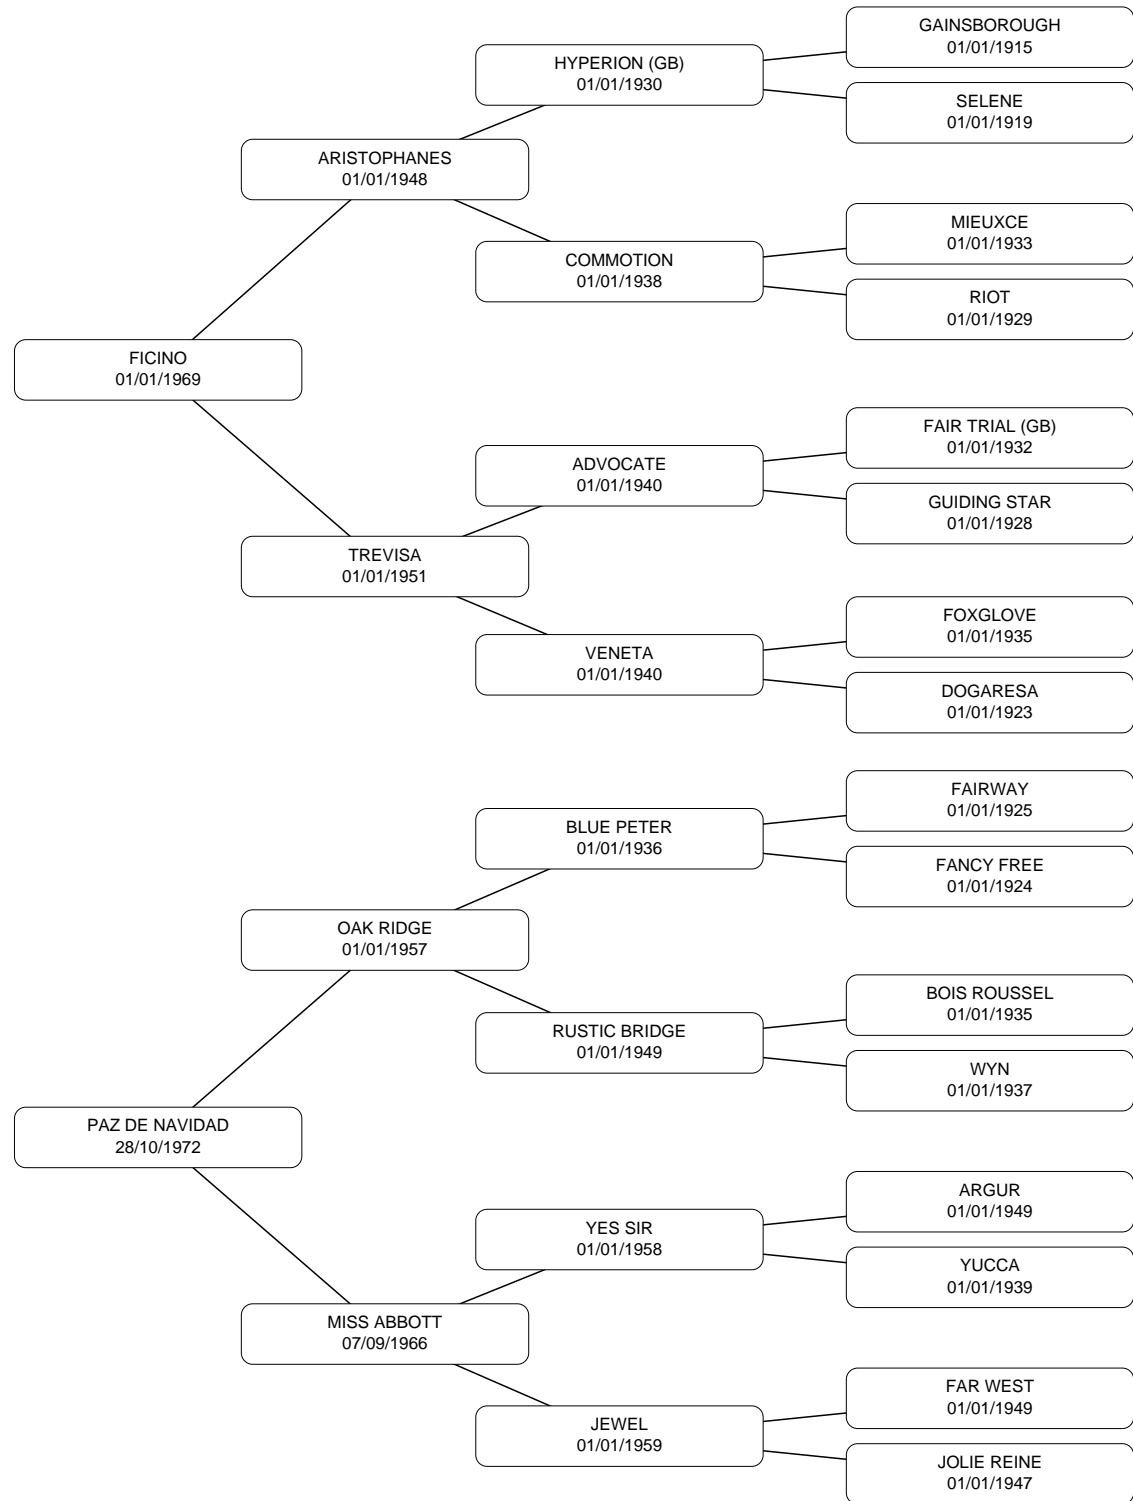 GAINSBOROUGH
01/01/1915
HYPERION (GB)
01/01/1930
SELENE
01/01/1919
ARISTOPHANES
01/01/1948
MIEUXCE
01/01/1933
COMMOTION
01/01/1938
RIOT
01/01/1929
FICINO
01/01/1969
FAIR TRIAL (GB)
01/01/1932
ADVOCATE
01/01/1940
GUIDING STAR
01/01/1928
TREVISA
01/01/1951
FOXGLOVE
01/01/1935
VENETA
01/01/1940
DOGARESA
01/01/1923
FAIRWAY
01/01/1925
BLUE PETER
01/01/1936
FANCY FREE
01/01/1924
OAK RIDGE
01/01/1957
BOIS ROUSSEL
01/01/1935
RUSTIC BRIDGE
01/01/1949
WYN
01/01/1937
PAZ DE NAVIDAD
28/10/1972
ARGUR
01/01/1949
YES SIR
01/01/1958
YUCCA
01/01/1939
MISS ABBOTT
07/09/1966
FAR WEST
01/01/1949
JEWEL
01/01/1959
JOLIE REINE
01/01/1947